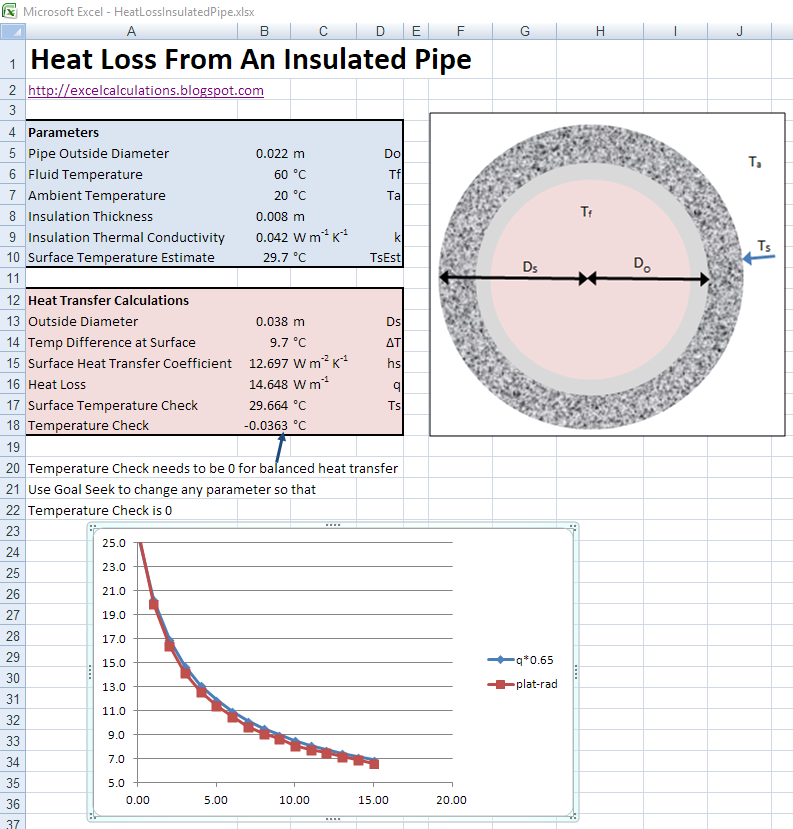 Microsoft Excel - HeatLossInsulatedPipe.xlsx
A B C D E F G H I J
1 Heat Loss From An Insulated Pipe
2 http://excelcalculations.blogspot.com
3
4 Parameters
5 Pipe Outside Diameter 0.022 m Do
6 Fluid Temperature 60 °C Tf
7 Ambient Temperature 20 °C Ta
8 Insulation Thickness 0.008 m
9 Insulation Thermal Conductivity 0.042 W m⁻¹ K⁻¹ k
10 Surface Temperature Estimate 29.7 °C TsEst
11
12 Heat Transfer Calculations
13 Outside Diameter 0.038 m Ds
14 Temp Difference at Surface 9.7 °C ΔT
15 Surface Heat Transfer Coefficient 12.697 W m⁻² K⁻¹ hs
16 Heat Loss 14.648 W m⁻¹ q
17 Surface Temperature Check 29.664 °C Ts
18 Temperature Check -0.0363 °C
19
20 Temperature Check needs to be 0 for balanced heat transfer
21 Use Goal Seek to change any parameter so that
22 Temperature Check is 0
23
24
25
26
27
28
29
30
31
32
33
34
35
36
37
Ta
Tf
Ts
Ds Do
25.0
23.0
21.0
19.0
17.0
15.0
13.0
11.0
9.0
7.0
5.0
0.00 5.00 10.00 15.00 20.00
q*0.65
plat-rad